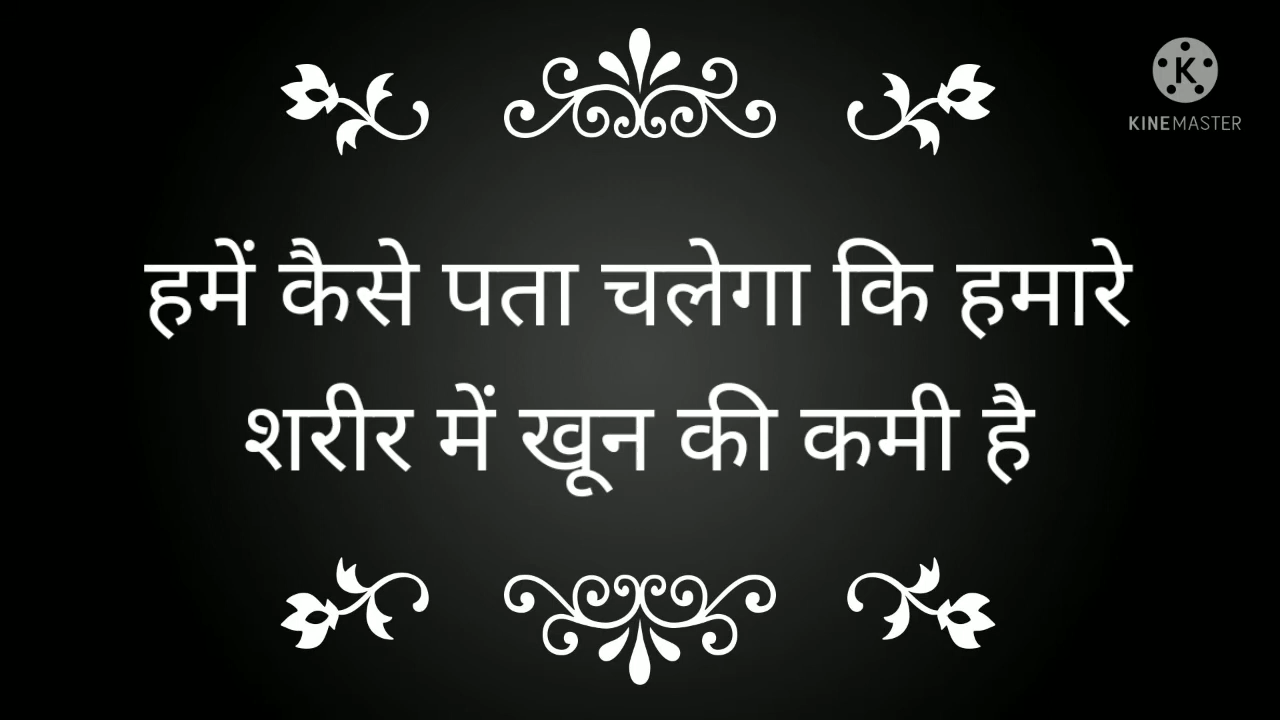 KINEMASTER
हमें कैसे पता चलेगा कि हमारे
शरीर में खून की कमी है